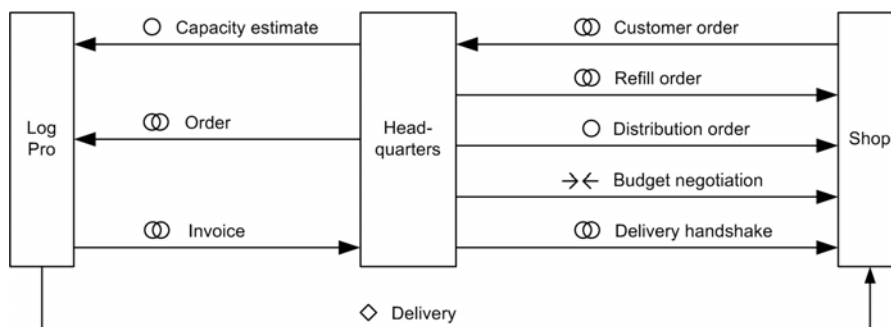 Capacity estimate
Customer order
Refill order
Log
Pro
Order
Head-
quarters
Distribution order
Shop
Budget negotiation
Invoice
Delivery handshake
Delivery